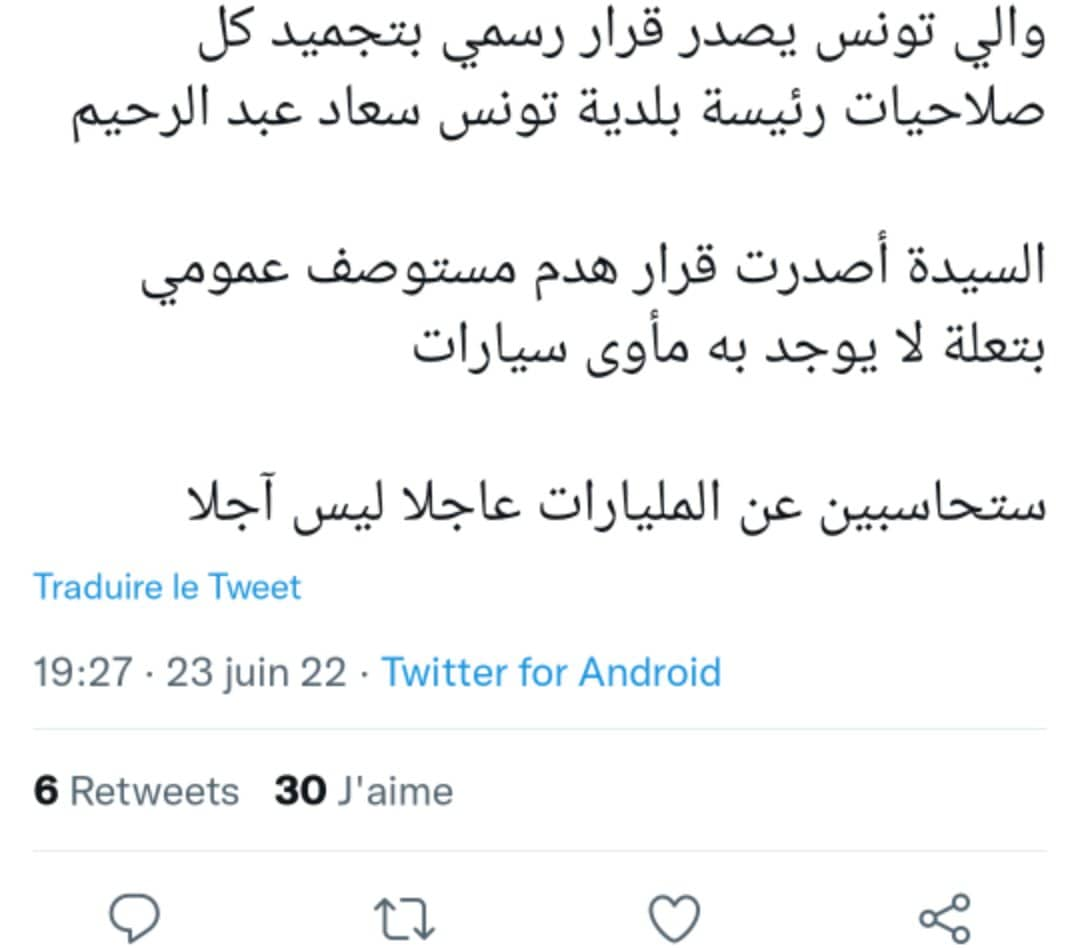 والي تونس يصدر قرار رسمي بتجميد كل
صلاحيات رئيسة بلدية تونس سعاد عبد الرحيم
السيدة أصدرت قرار هدم مستوصف عمومي
بتعلة لا يوجد به مأوى سيارات
ستحاسبين عن المليارات عاجلا ليس آجلا
Traduire le Tweet
19:27 · 23 juin 22 · Twitter for Android
6 Retweets 30 J'aime